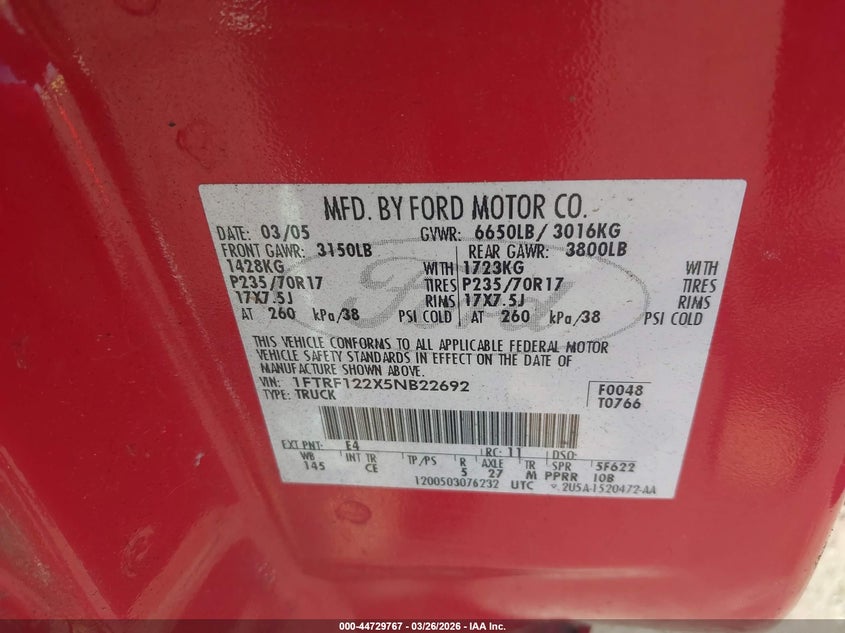 MFD. BY FORD MOTOR CO.
DATE: 03/05 GVWR: 6650LB/ 3016KG
FRONT GAWR: 3150LB REAR GAWR: 3800LB
1428KG WITH 1723KG WITH
P235/70R17 TIRES P235/70R17 TIRES
17X7.5J RIMS 17X7.5J RIMS
AT 260 kPa/38 PSI COLD AT 260 kPa/38 PSI COLD
THIS VEHICLE CONFORMS TO ALL APPLICABLE FEDERAL MOTOR
VEHICLE SAFETY STANDARDS IN EFFECT ON THE DATE OF
MANUFACTURE SHOWN ABOVE.
VIN: 1FTRF122X5NB22692 F0048
TYPE: TRUCK T0766
EXT PNT: E4 RC: 11 DSO:
WB INT TR TP/PS R AXLE TR SPR 5F622
145 CE 5 27 M PPRR IOB
1200503076232 UTC 2U5A-1520472-AA
Ford
000-44729767 - 03/26/2026 - IAA Inc.